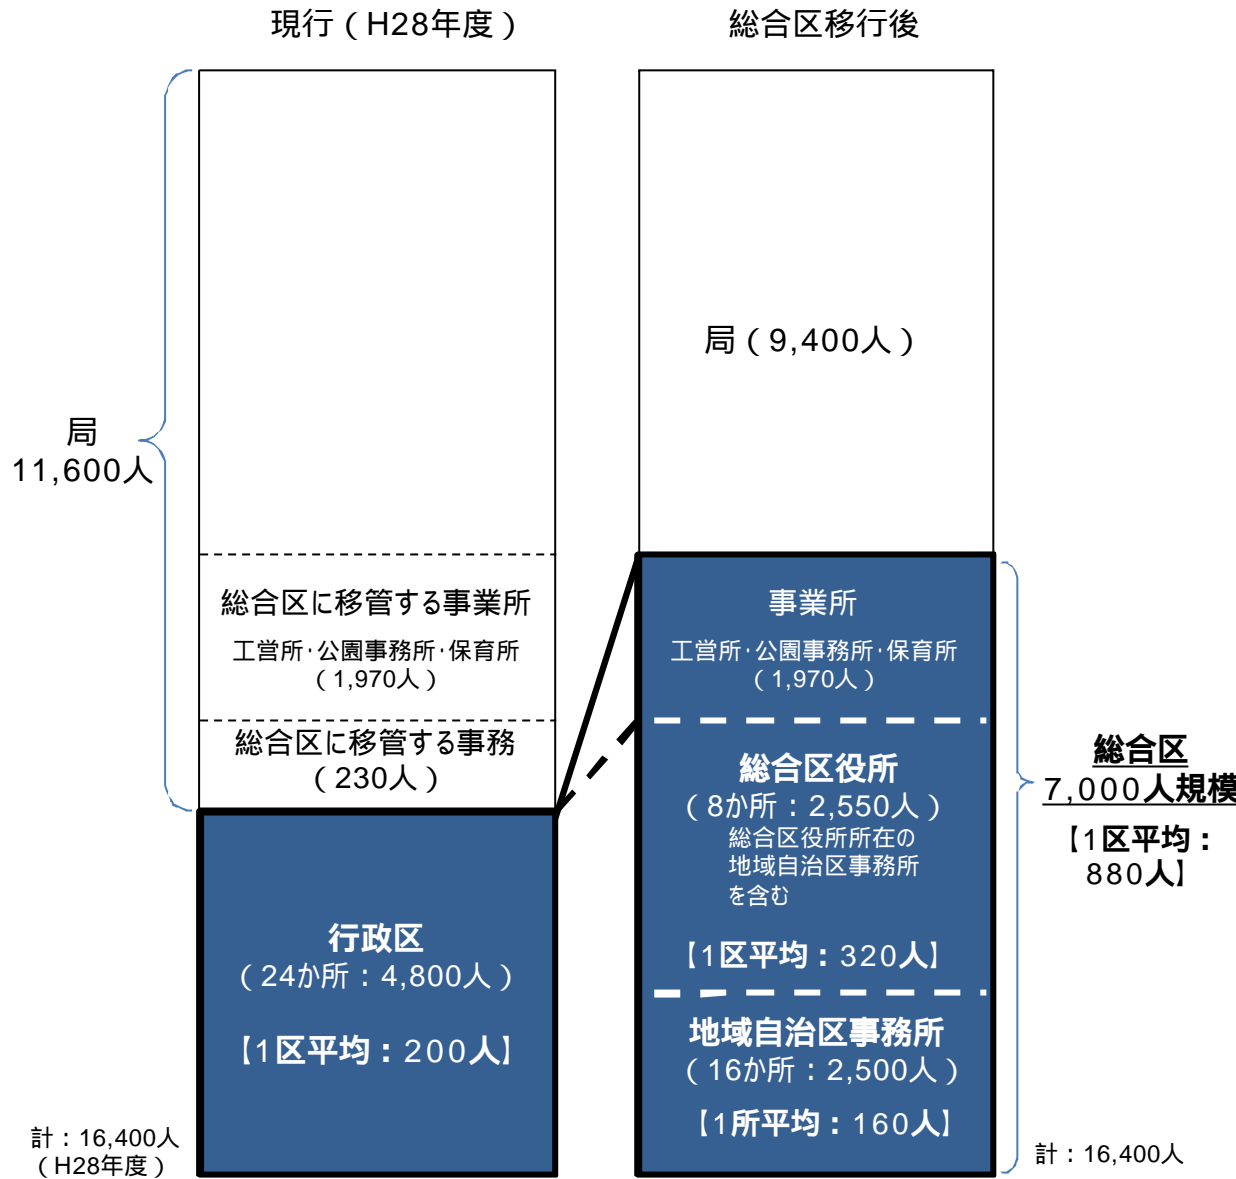 現行（H28年度）
総合区移行後
局
11,600人
総合区に移管する事業所
工営所･公園事務所･保育所
（1,970人）
総合区に移管する事務
（230人）
行政区
（24か所：4,800人）
【1区平均：200人】
計：16,400人
（H28年度）
局（9,400人）
事業所
工営所･公園事務所･保育所
（1,970人）
総合区役所
（8か所：2,550人）
総合区役所所在の
地域自治区事務所
を含む
【1区平均：320人】
地域自治区事務所
（16か所：2,500人）
【1所平均：160人】
総合区
7,000人規模
【1区平均：
880人】
計：16,400人